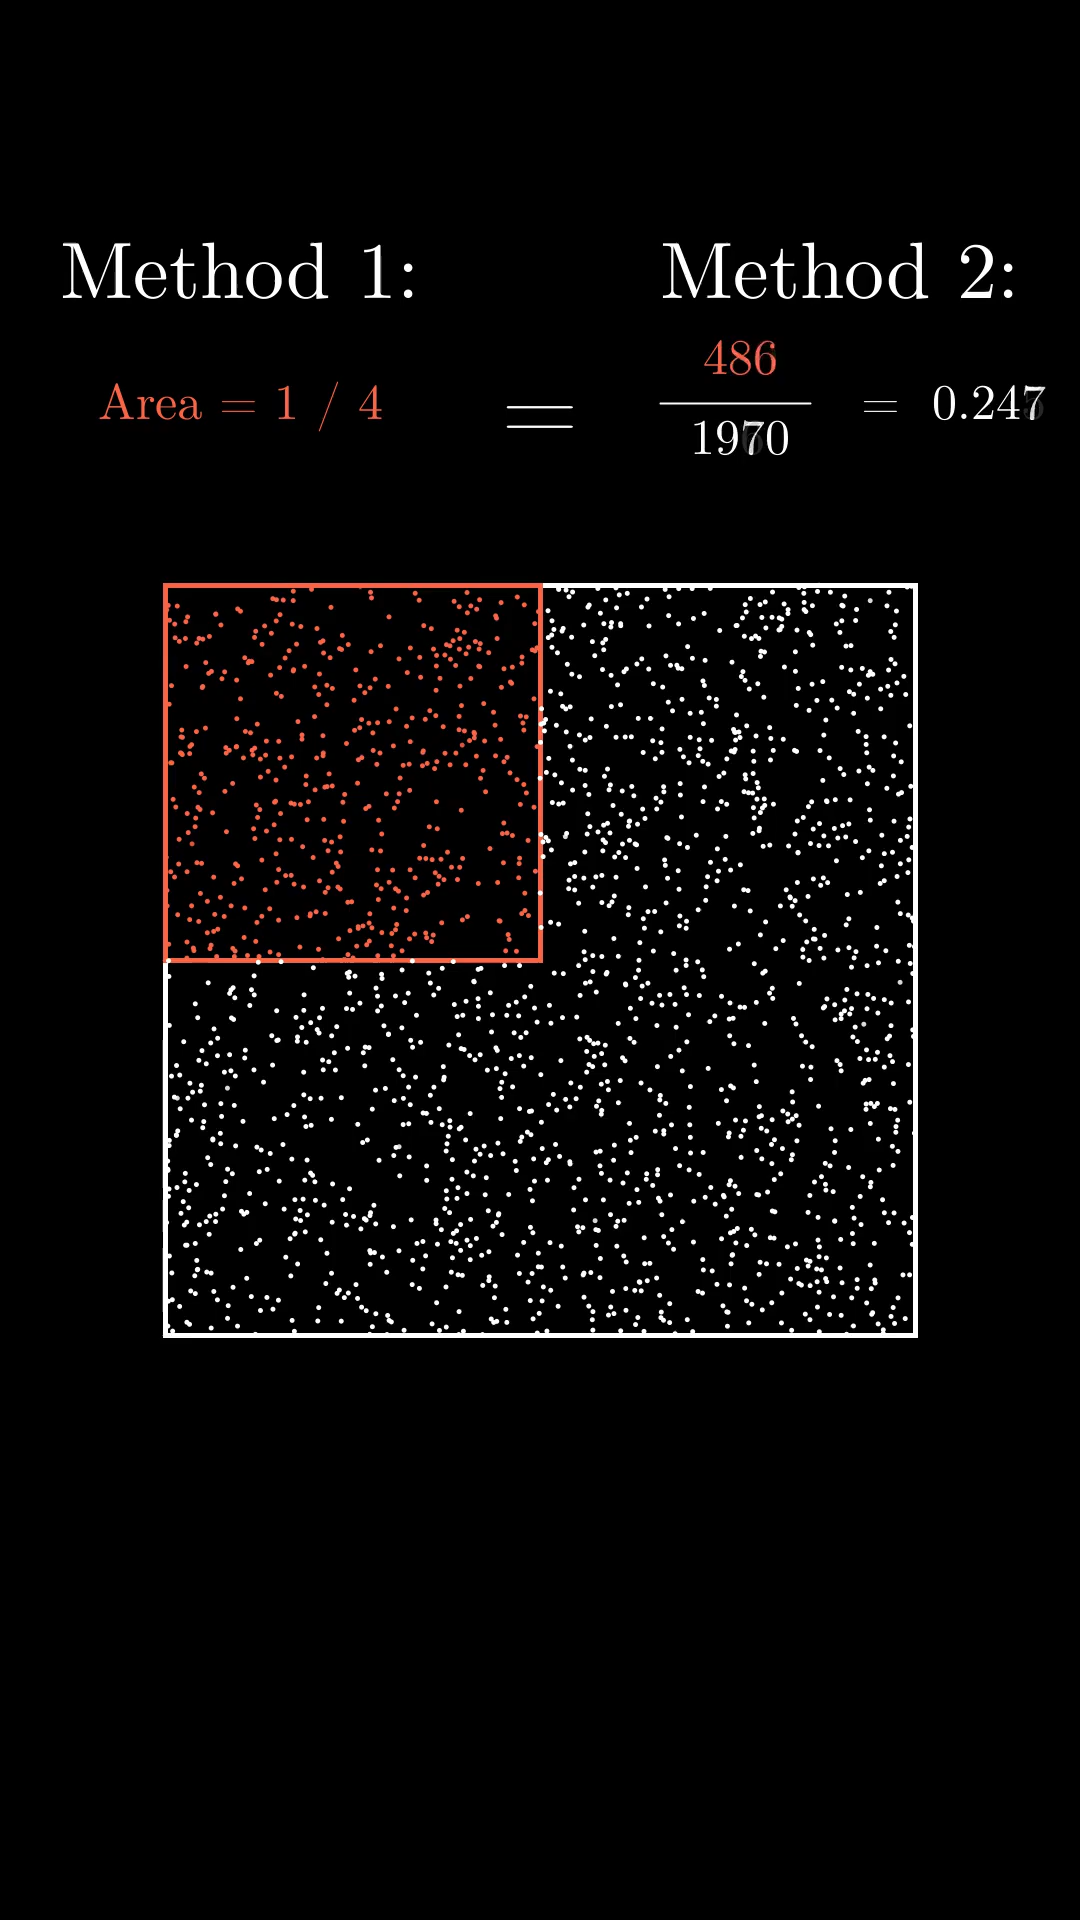 Method 1:
Method 2:
Area = 1 / 4
=
486
1970
= 0.247